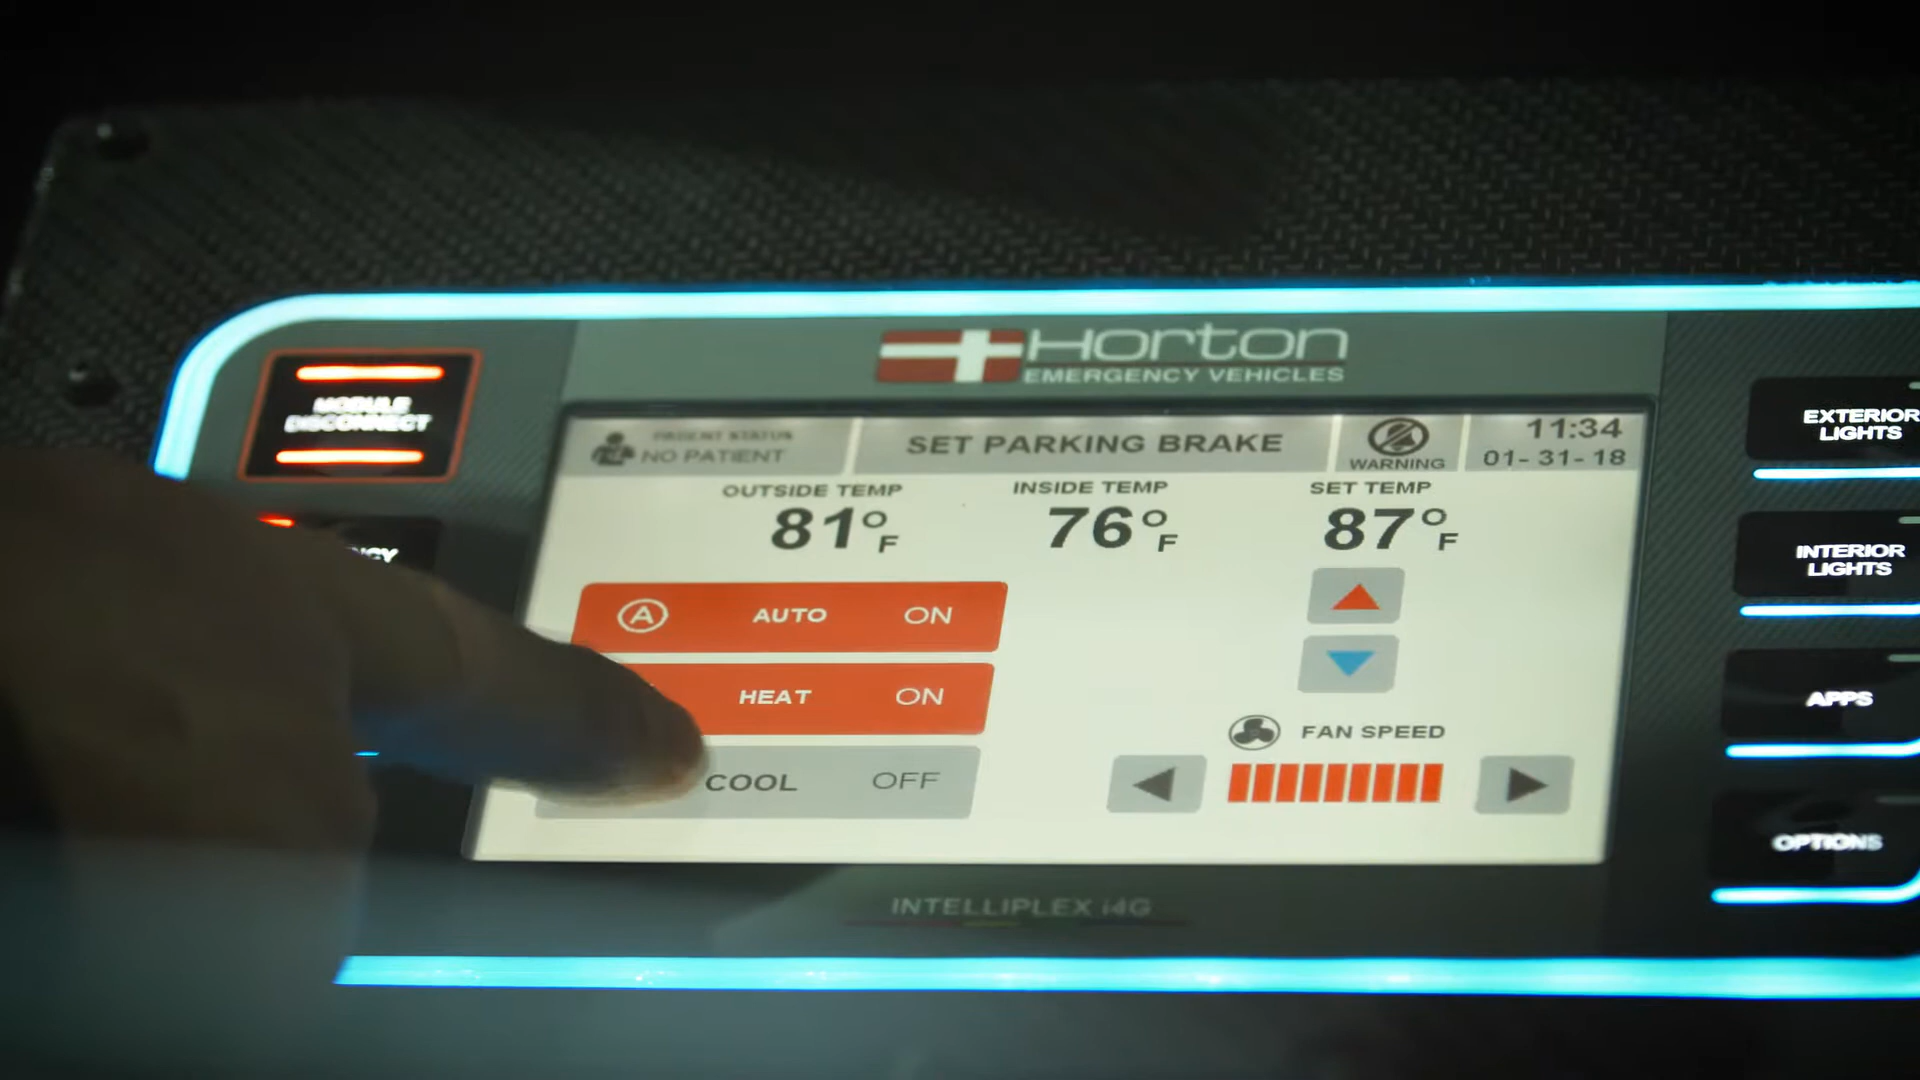 Horton
EMERGENCY VEHICLES
MODULE
DISCONNECT
PATIENT STATUS
NO PATIENT
SET PARKING BRAKE
WARNING
11:34
01-31-18
OUTSIDE TEMP
81°F
INSIDE TEMP
76°F
SET TEMP
87°F
A AUTO ON
HEAT ON
COOL OFF
FAN SPEED
EXTERIOR
LIGHTS
INTERIOR
LIGHTS
APPS
OPTIONS
INTELLIPLEX i4G